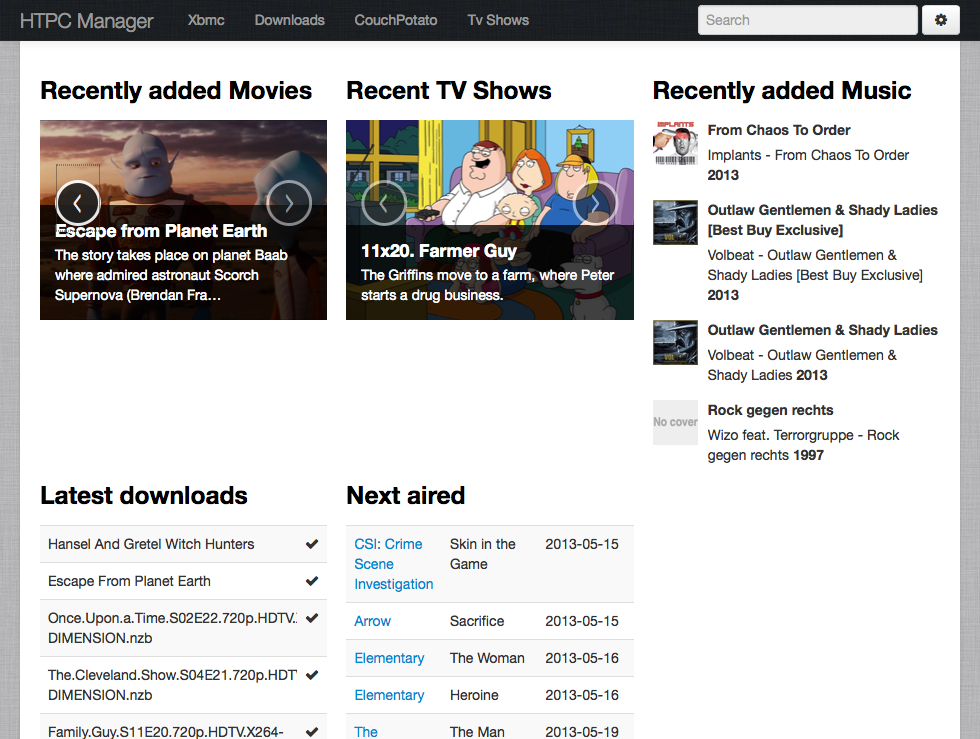 HTPC Manager
Xbmc
Downloads
CouchPotato
Tv Shows
Search
Recently added Movies
Escape from Planet Earth
The story takes place on planet Baab
where admired astronaut Scorch
Supernova (Brendan Fra…
Recent TV Shows
11x20. Farmer Guy
The Griffins move to a farm, where Peter
starts a drug business.
Recently added Music
IMPLANTS
From Chaos To Order
Implants - From Chaos To Order
2013
VOL
Outlaw Gentlemen & Shady Ladies
[Best Buy Exclusive]
Volbeat - Outlaw Gentlemen &
Shady Ladies [Best Buy Exclusive]
2013
VOL
Outlaw Gentlemen & Shady Ladies
Volbeat - Outlaw Gentlemen &
Shady Ladies 2013
No cover
Rock gegen rechts
Wizo feat. Terrorgruppe - Rock
gegen rechts 1997
Latest downloads
Hansel And Gretel Witch Hunters
Escape From Planet Earth
Once.Upon.a.Time.S02E22.720p.HDTV.
DIMENSION.nzb
The.Cleveland.Show.S04E21.720p.HDT
DIMENSION.nzb
Family.Guy.S11E20.720p.HDTV.X264-
Next aired
CSI: Crime Scene Investigation Skin in the Game 2013-05-15
Arrow Sacrifice 2013-05-15
Elementary The Woman 2013-05-16
Elementary Heroine 2013-05-16
The The Man 2013-05-19